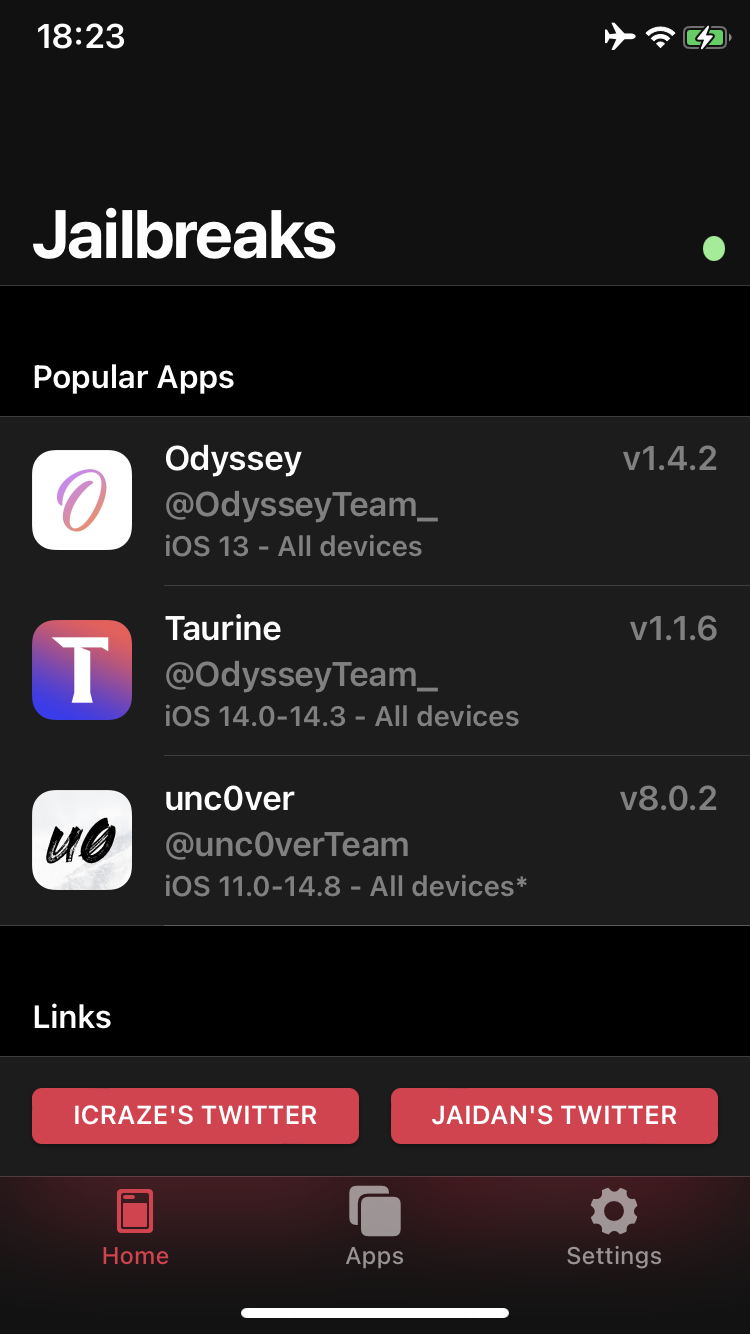 18:23
Jailbreaks
Popular Apps
O
Odyssey
v1.4.2
@OdysseyTeam_
iOS 13 - All devices
T
Taurine
v1.1.6
@OdysseyTeam_
iOS 14.0-14.3 - All devices
u0
unc0ver
v8.0.2
@unc0verTeam
iOS 11.0-14.8 - All devices*
Links
ICRAZE'S TWITTER
JAIDAN'S TWITTER
Home
Apps
Settings